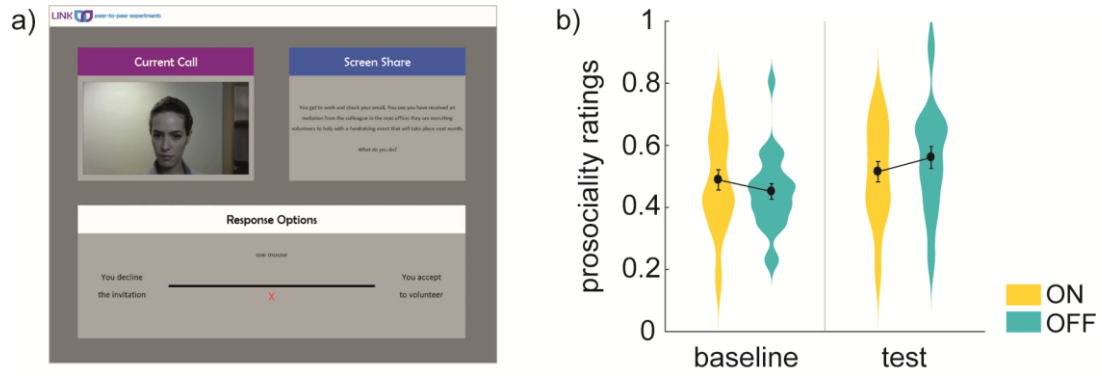 a)
LINK peer-to-peer experiments
Current Call
Screen Share
You get to work and check your email. You see you have received an
invitation from the colleague in the next office: they are recruiting
volunteers to help with a fundraising event that will take place next month.
What do you do?
Response Options
use mouse
You decline
the invitation
X
You accept
to volunteer
b)
prosociality ratings
1
0.8
0.6
0.4
0.2
0
baseline
test
ON
OFF